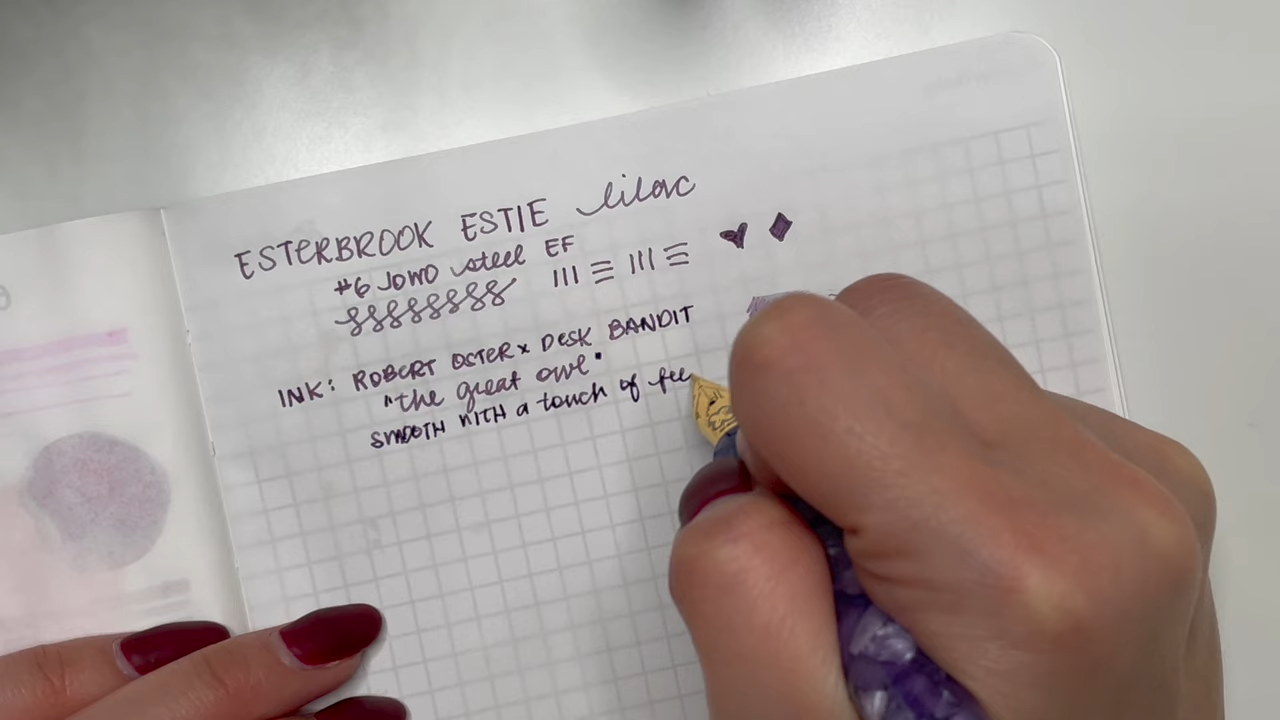 ESTERBROOK ESTIE lilac
#6 JOWO steel EF
INK: ROBERT OSTER x DESK BANDIT
"the great owl"
SMOOTH WITH a touch of fee